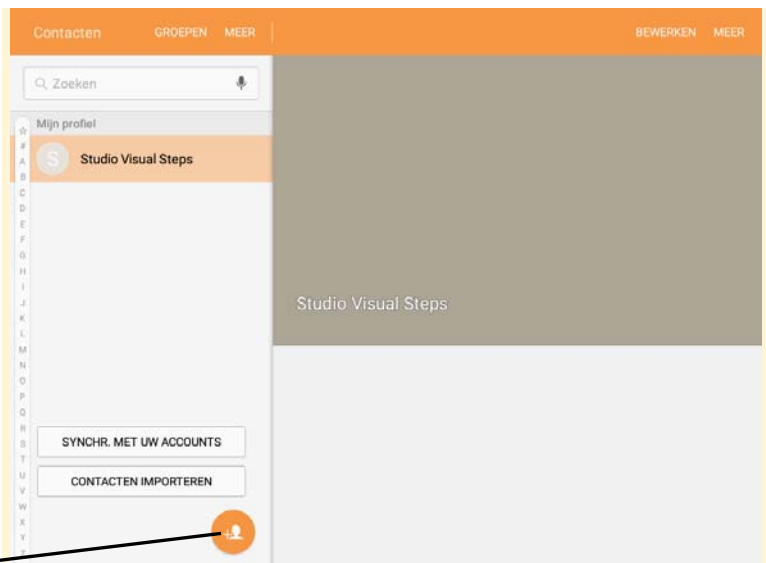 Contacten GROEPEN MEER BEWERKEN MEER
Zoeken
Mijn profiel
S Studio Visual Steps
#
A
B
C
D
E
F
G
H
I
J
K
L
M
N
O
P
Q
R
S
T
U
V
W
X
Y
Z
Studio Visual Steps
SYNCHR. MET UW ACCOUNTS
CONTACTEN IMPORTEREN